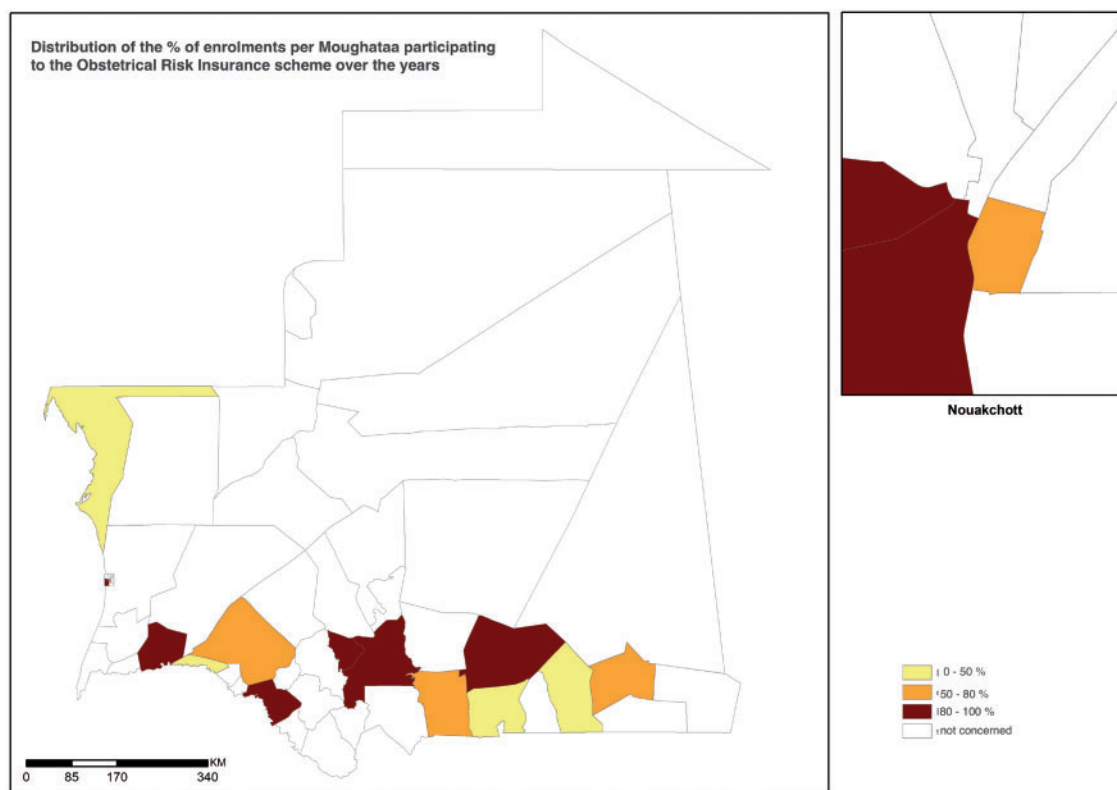 Distribution of the % of enrolments per Moughataa participating
to the Obstetrical Risk Insurance scheme over the years
Nouakchott
0 - 50 %
50 - 80 %
80 - 100 %
not concerned
KM
0 85 170 340